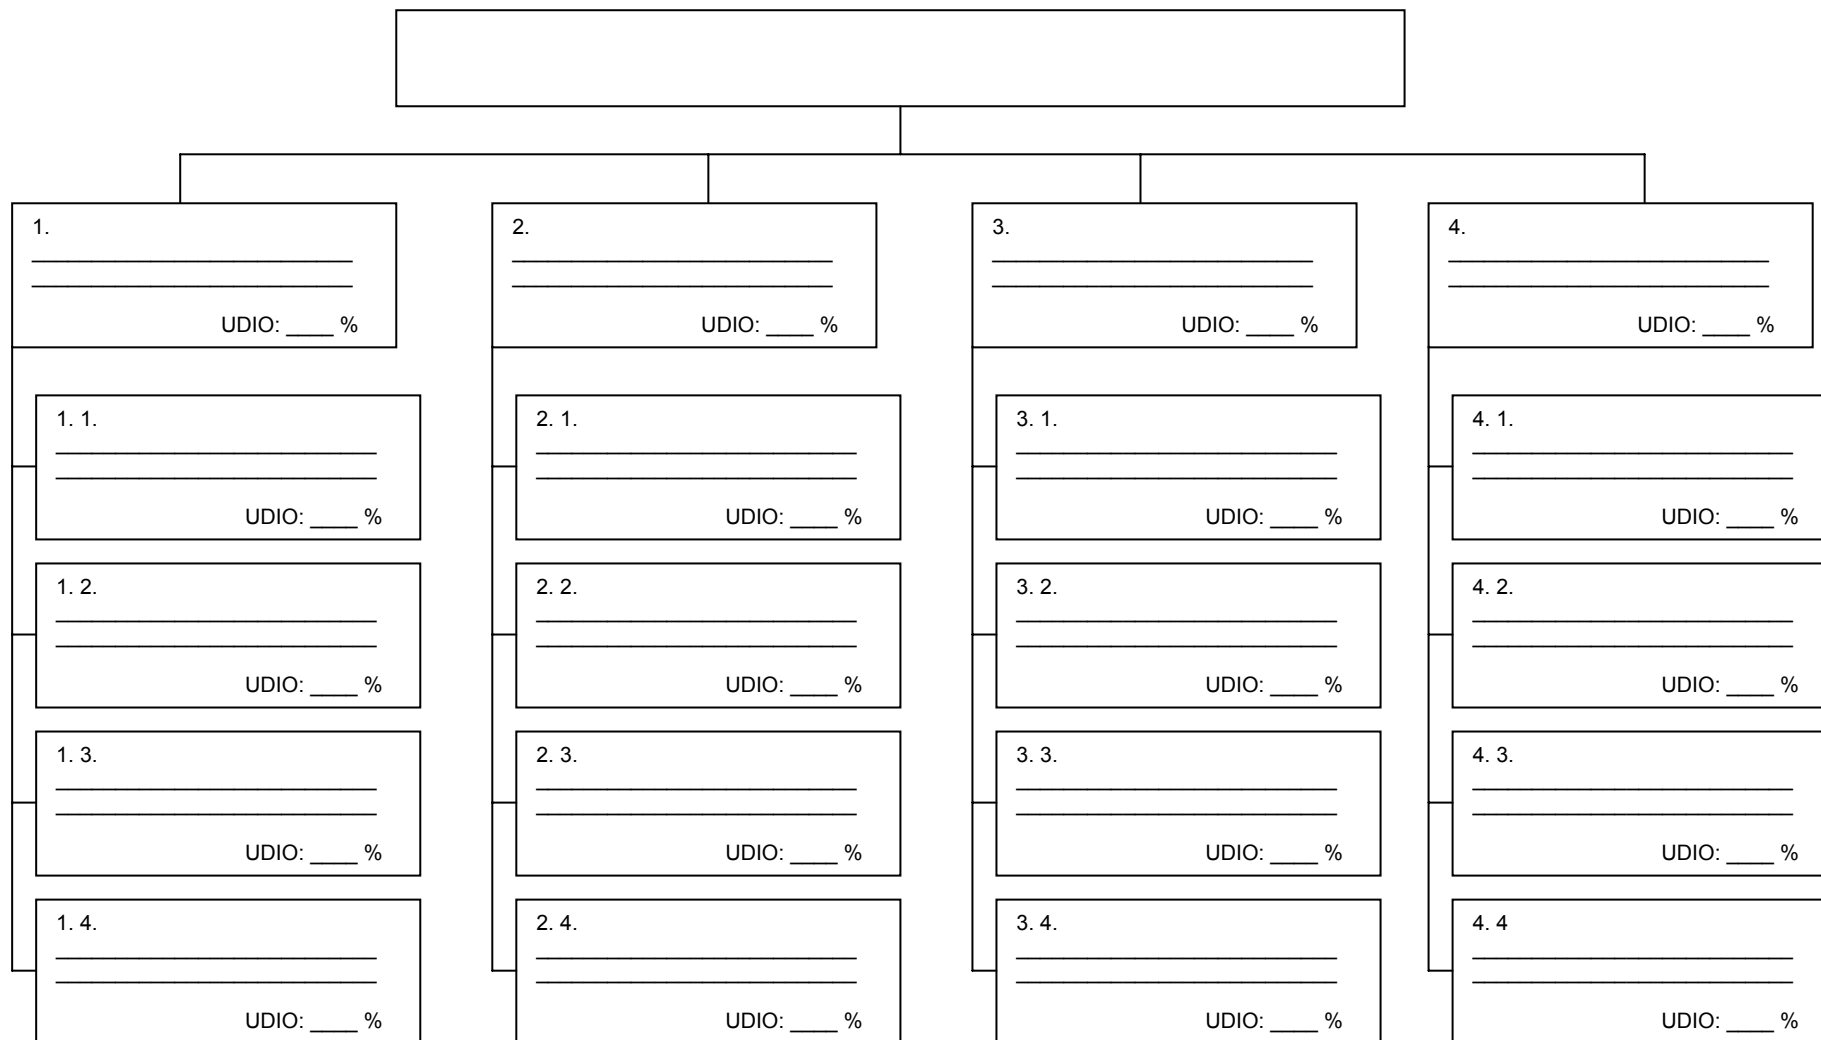 1.
UDIO: ____ %
2.
UDIO: ____ %
3.
UDIO: ____ %
4.
UDIO: ____ %
1. 1.
UDIO: ____ %
2. 1.
UDIO: ____ %
3. 1.
UDIO: ____ %
4. 1.
UDIO: ____ %
1. 2.
UDIO: ____ %
2. 2.
UDIO: ____ %
3. 2.
UDIO: ____ %
4. 2.
UDIO: ____ %
1. 3.
UDIO: ____ %
2. 3.
UDIO: ____ %
3. 3.
UDIO: ____ %
4. 3.
UDIO: ____ %
1. 4.
UDIO: ____ %
2. 4.
UDIO: ____ %
3. 4.
UDIO: ____ %
4. 4
UDIO: ____ %